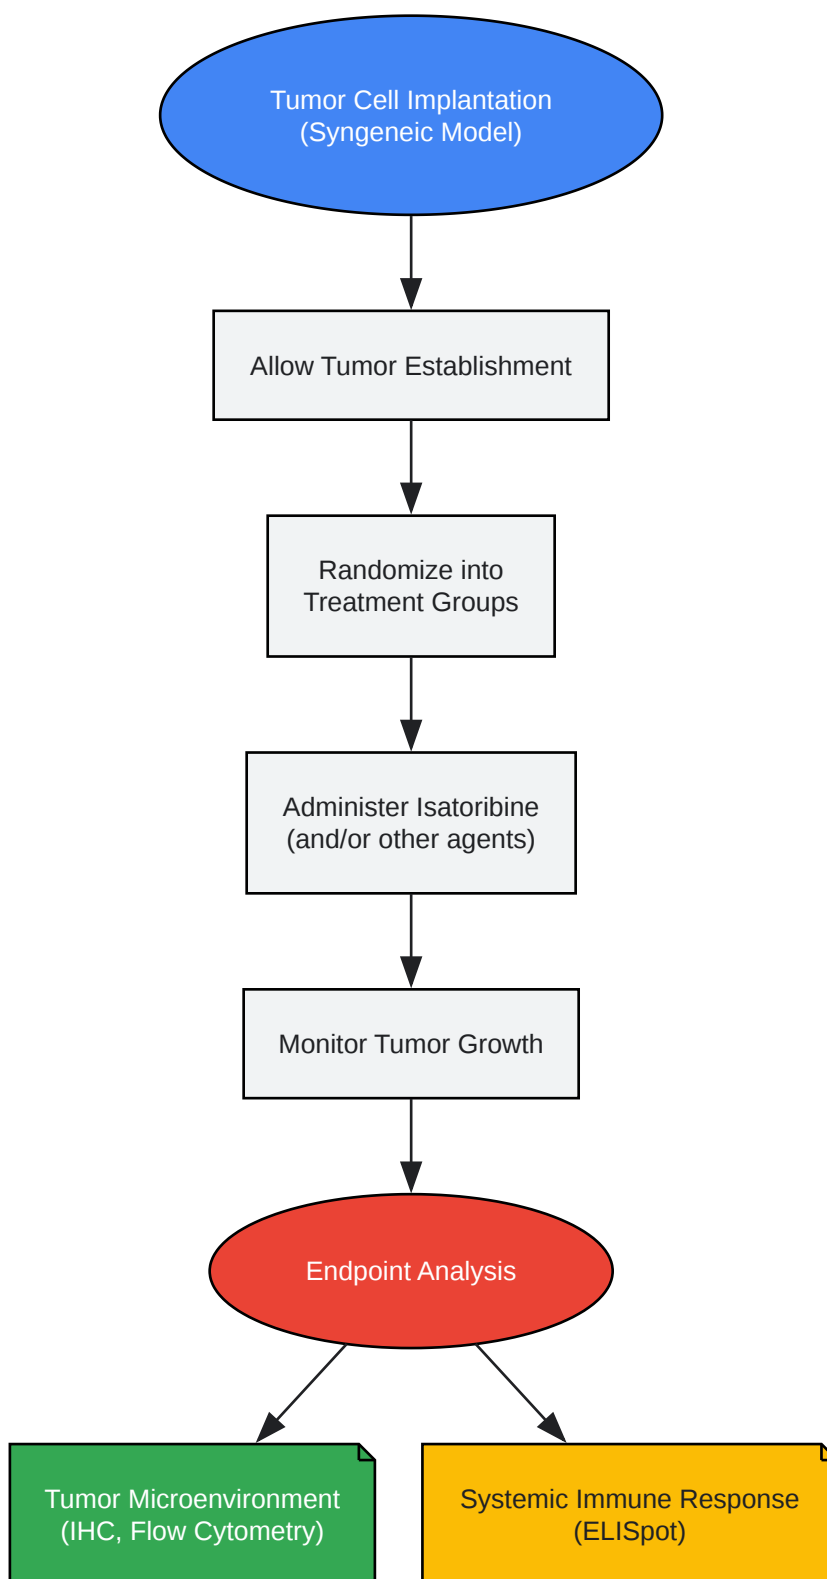 Tumor Cell Implantation
(Syngeneic Model)
Allow Tumor Establishment
Randomize into
Treatment Groups
Administer Isatoribine
(and/or other agents)
Monitor Tumor Growth
Endpoint Analysis
Tumor Microenvironment
(IHC, Flow Cytometry)
Systemic Immune Response
(ELISpot)